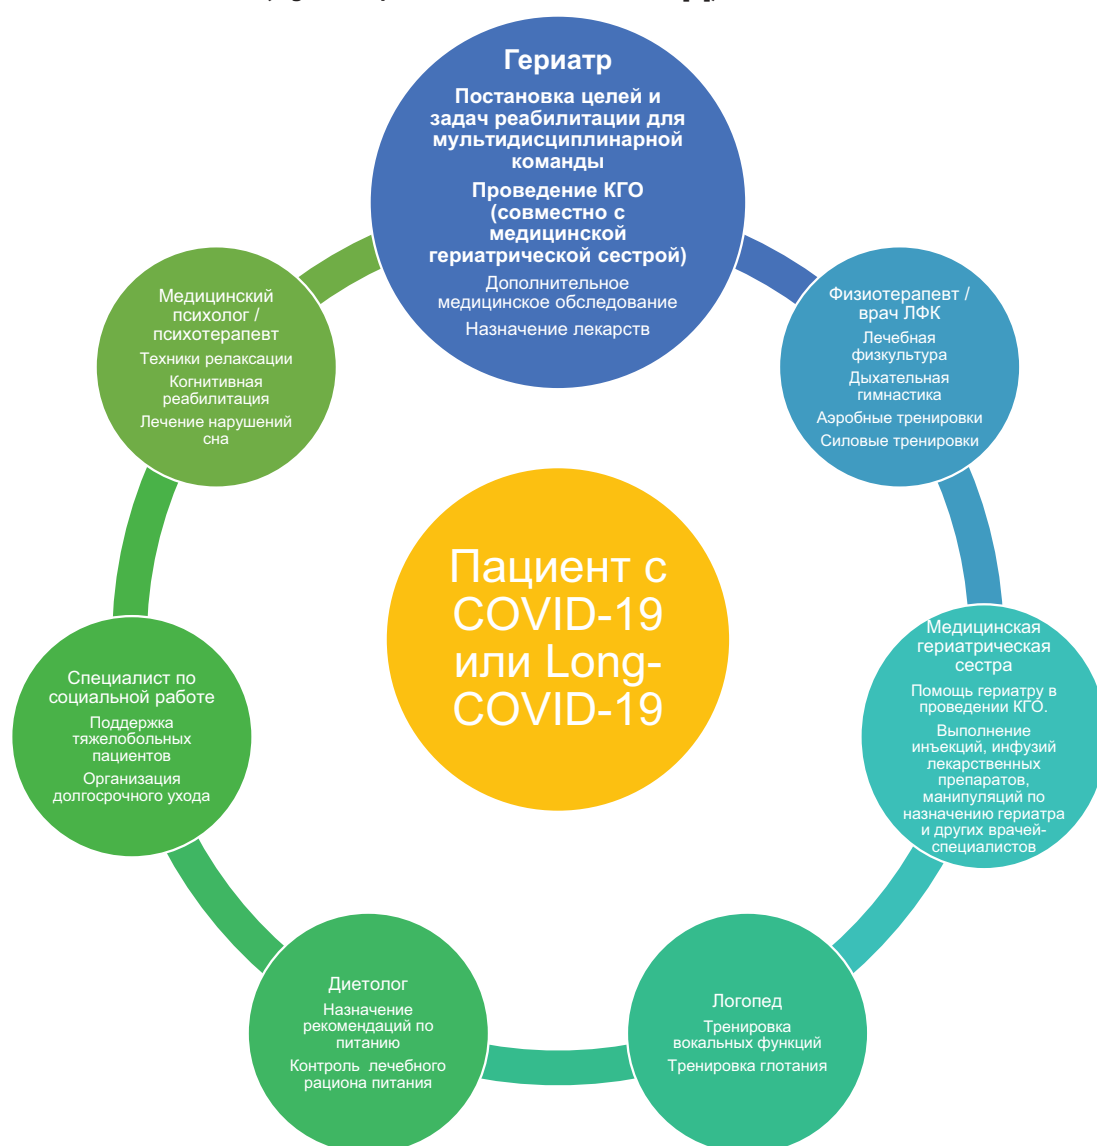 Гериатр
Постановка целей и
задач реабилитации для
мультидисциплинарной
команды
Проведение КГО
(совместно с
медицинской
гериатрической сестрой)
Дополнительное
медицинское обследование
Назначение лекарств
Физиотерапевт /
врач ЛФК
Лечебная
физкультура
Дыхательная
гимнастика
Аэробные тренировки
Силовые тренировки
Медицинская
гериатрическая
сестра
Помощь гериатру в
проведении КГО.
Выполнение
инъекций, инфузий
лекарственных
препаратов,
манипуляций по
назначению гериатра
и других врачей-
специалистов
Логопед
Тренировка
вокальных функций
Тренировка глотания
Диетолог
Назначение
рекомендаций по
питанию
Контроль лечебного
рациона питания
Специалист по
социальной работе
Поддержка
тяжелобольных
пациентов
Организация
долгосрочного ухода
Медицинский
психолог /
психотерапевт
Техники релаксации
Когнитивная
реабилитация
Лечение нарушений
сна
Пациент с
COVID-19
или Long-
COVID-19